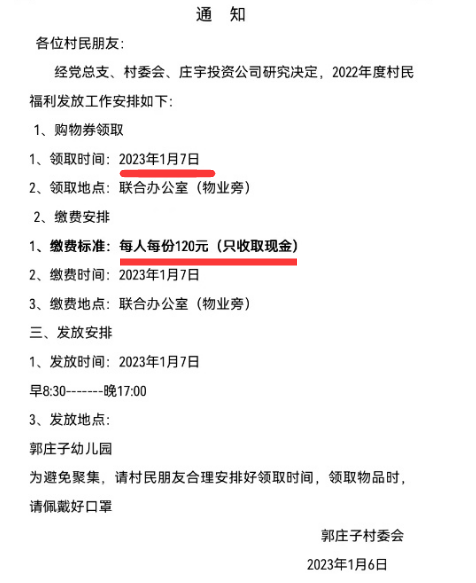 通 知
各位村民朋友：
经党总支、村委会、庄宇投资公司研究决定，2022年度村民
福利发放工作安排如下：
1、购物券领取
1、领取时间：2023年1月7日
2、领取地点：联合办公室（物业旁）
2、缴费安排
1、缴费标准：每人每份120元（只收取现金）
2、缴费时间：2023年1月7日
3、缴费地点：联合办公室（物业旁）
三、发放安排
1、发放时间：2023年1月7日
早8:30-------晚17:00
3、发放地点：
郭庄子幼儿园
为避免聚集，请村民朋友合理安排好领取时间，领取物品时，
请佩戴好口罩
郭庄子村委会
2023年1月6日